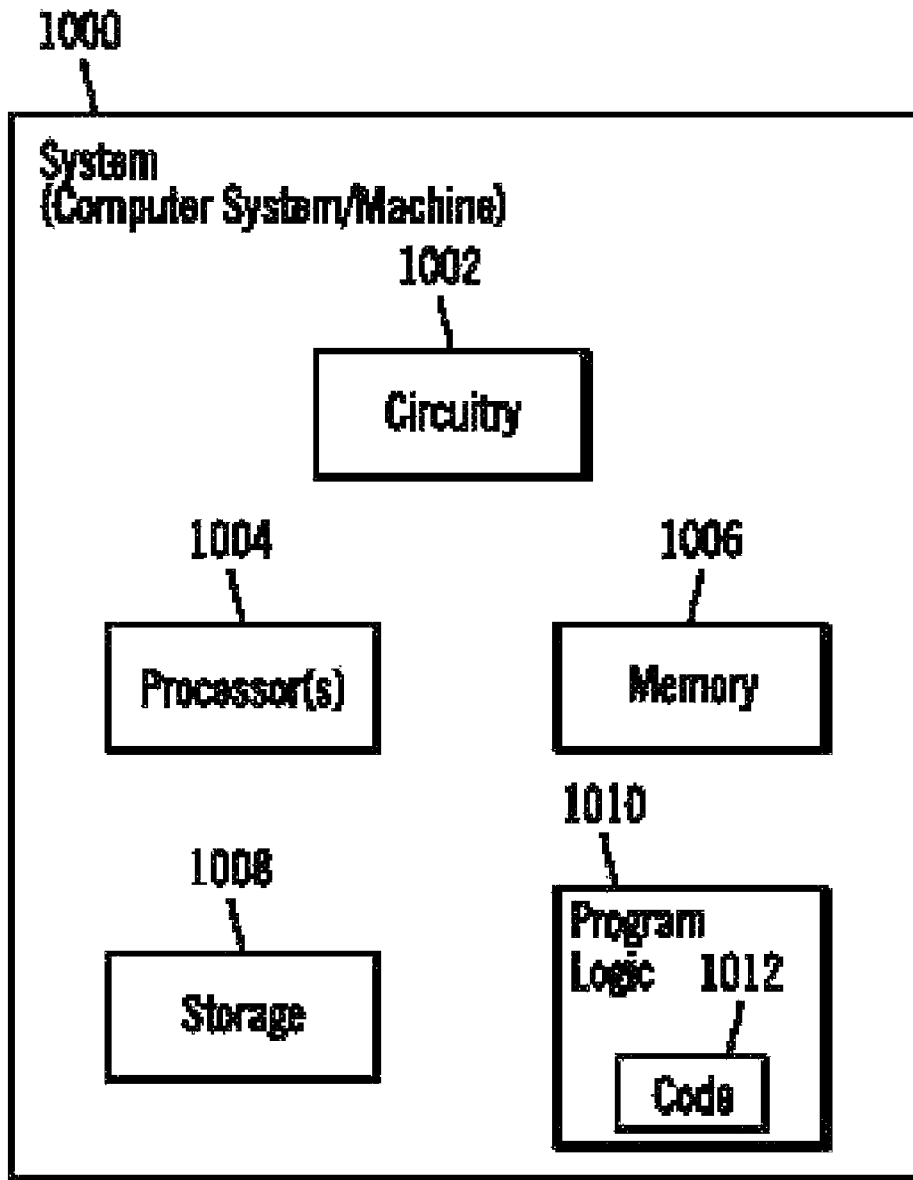 1000
System
(Computer System/Machine)
1002
Circuitry
1004
1006
Processor(s)
Memory
1008
1010
Storage
Program
Logic 1012
Code